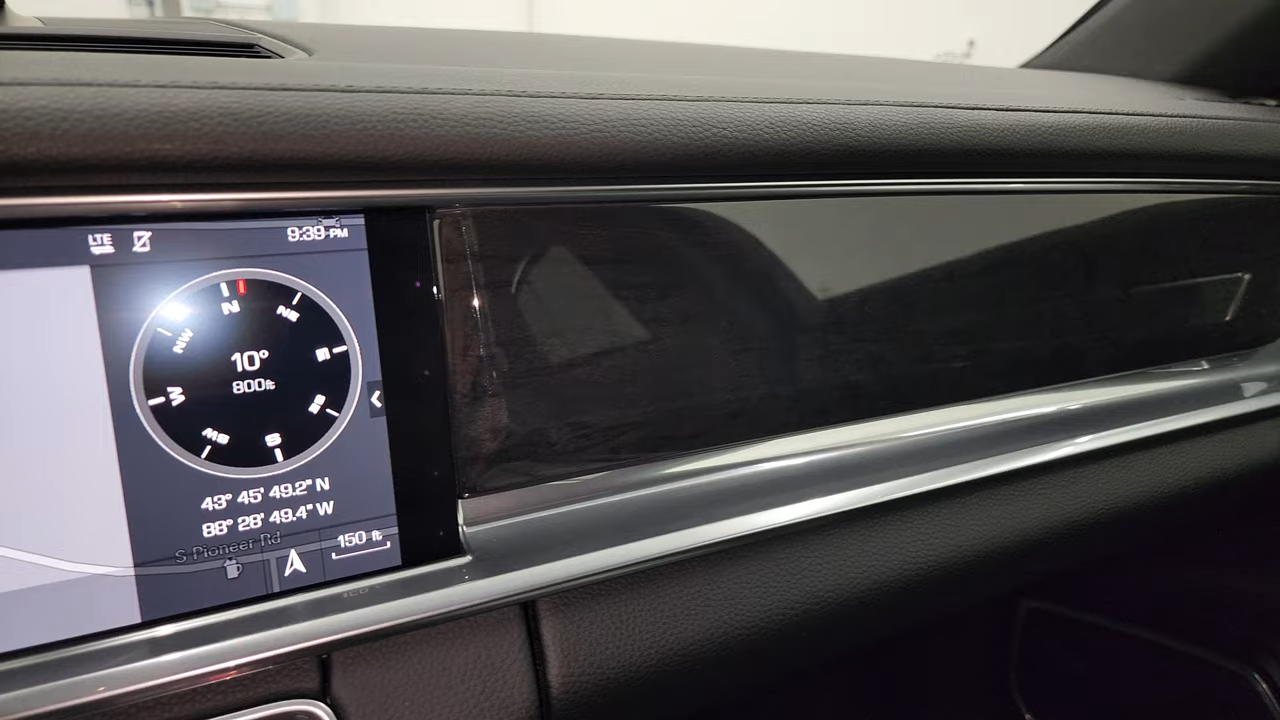 LTE
9:39 PM
N
NE
E
SE
S
SW
W
NW
10°
800ft
43° 45' 49.2" N
88° 28' 49.4" W
S Pioneer Rd
150 ft